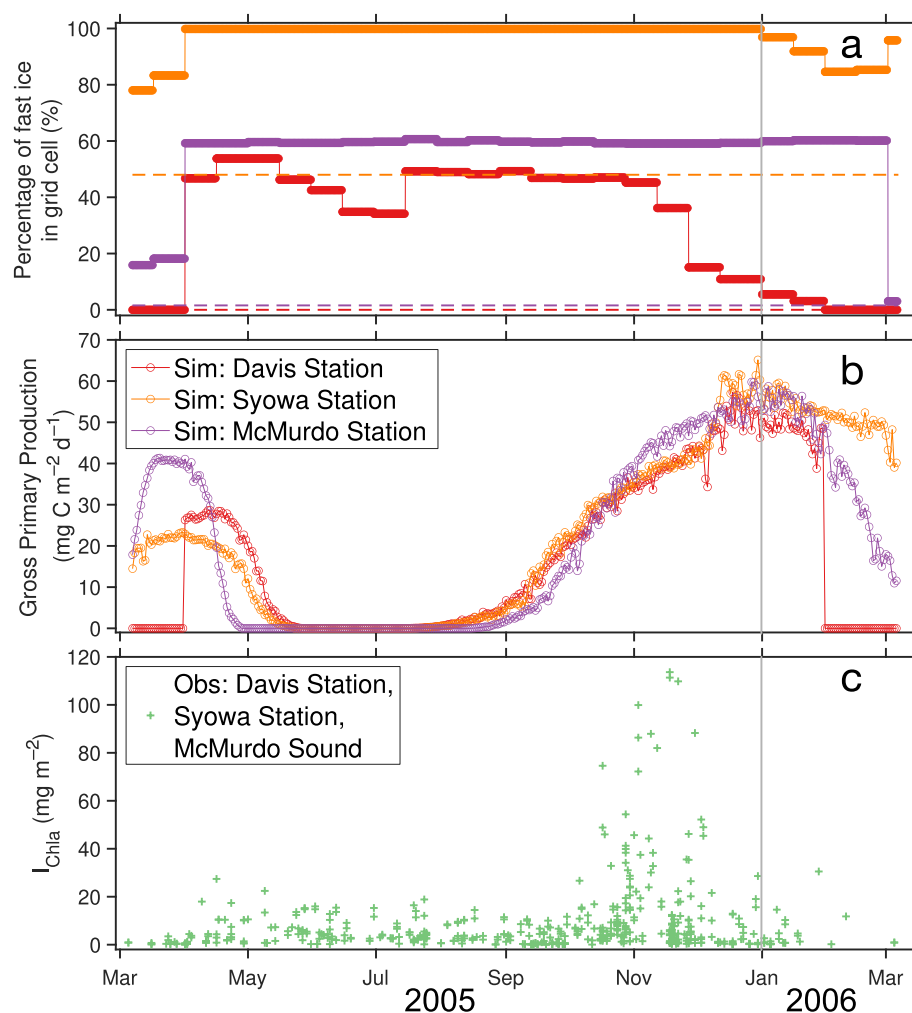 a
Percentage of fast ice
in grid cell (%)
100
80
60
40
20
0
b
Gross Primary Production
(mg C m−2 d−1)
70
60
50
40
30
20
10
0
Sim: Davis Station
Sim: Syowa Station
Sim: McMurdo Station
c
IChla (mg m−2)
120
100
80
60
40
20
0
Obs: Davis Station,
Syowa Station,
McMurdo Sound
Mar May Jul Sep Nov Jan Mar
2005 2006